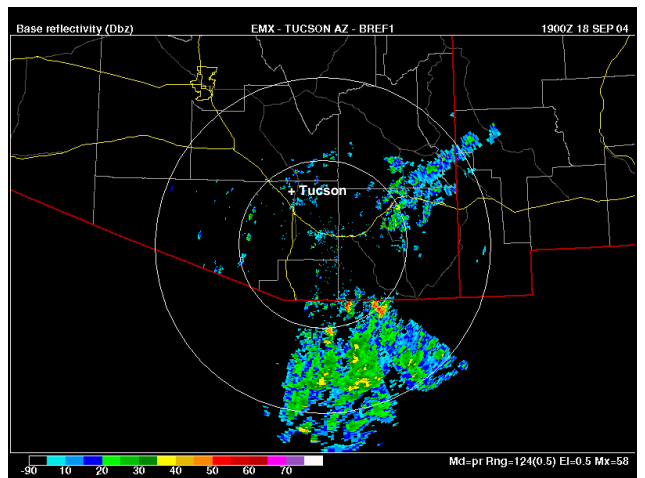 Base reflectivity (Dbz) EMX - TUCSON AZ - BREF1 1900Z 18 SEP 04
+ Tucson
-90 10 20 30 40 50 60 70 Md=pr Rng=124(0.5) El=0.5 Mx=58